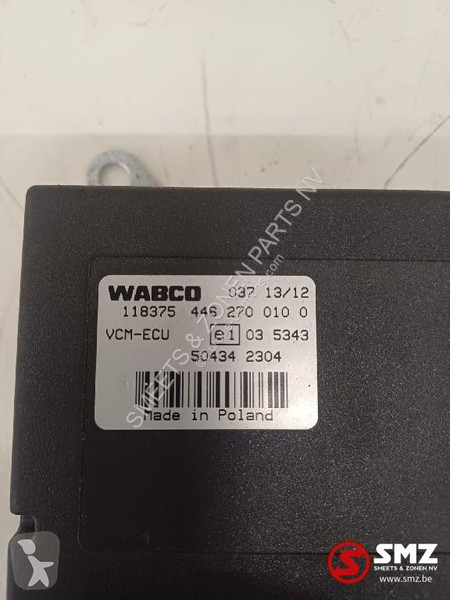 WABCO 037 13/12
118375 446 270 010 0
VCM-ECU e1 03 5343
50434 2304
Made in Poland
SMEETS & ZONEN PARTS NV
SMZ
SMEETS & ZONEN NV
www.smz.be